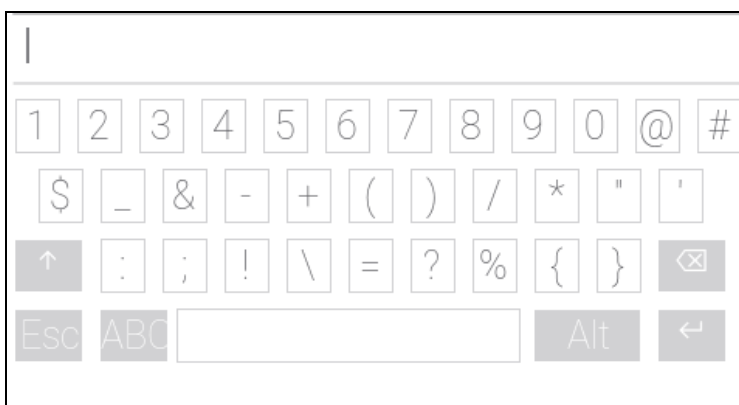 1 2 3 4 5 6 7 8 9 0 @ #
$ _ & - + ( ) / * " '
↑ : ; ! \ = ? % { } ⌫
Esc ABC Alt ↵